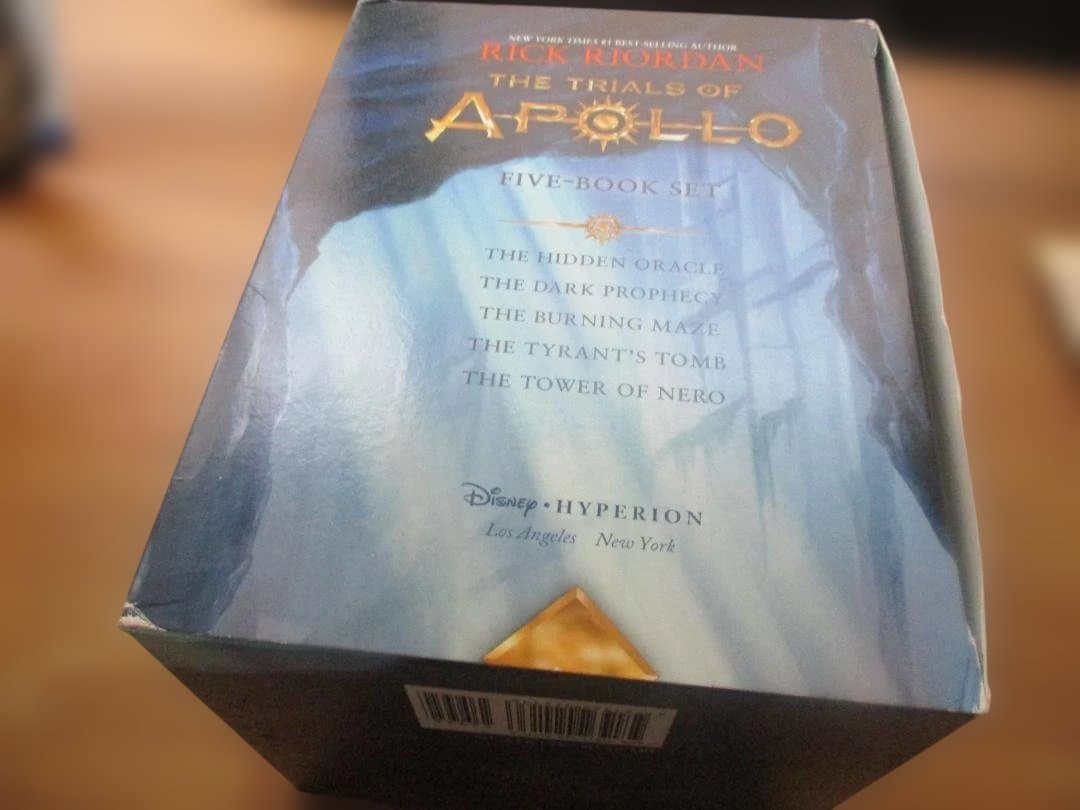 NEW YORK TIMES #1 BEST-SELLING AUTHOR
RICK RIORDAN
THE TRIALS OF
APOLLO
FIVE-BOOK SET
THE HIDDEN ORACLE
THE DARK PROPHECY
THE BURNING MAZE
THE TYRANT'S TOMB
THE TOWER OF NERO
Disney • HYPERION
Los Angeles New York